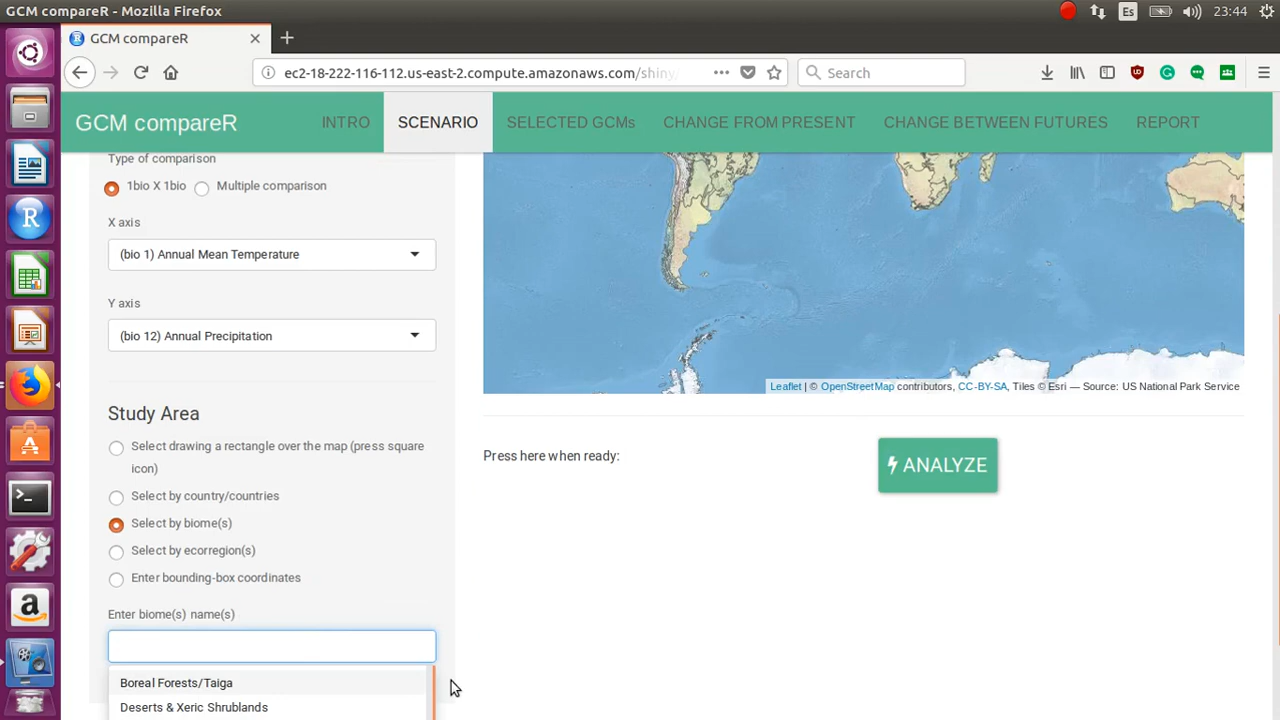 GCM compareR - Mozilla Firefox
Es
23:44
GCM compareR
ec2-18-222-116-112.us-east-2.compute.amazonaws.com/shiny/
Search
GCM compareR
INTRO
SCENARIO
SELECTED GCMs
CHANGE FROM PRESENT
CHANGE BETWEEN FUTURES
REPORT
Type of comparison
1bio X 1bio
Multiple comparison
X axis
(bio 1) Annual Mean Temperature
Y axis
(bio 12) Annual Precipitation
Leaflet | © OpenStreetMap contributors, CC-BY-SA, Tiles © Esri — Source: US National Park Service
Study Area
Select drawing a rectangle over the map (press square
icon)
Select by country/countries
Select by biome(s)
Select by ecorregion(s)
Enter bounding-box coordinates
Enter biome(s) name(s)
Boreal Forests/Taiga
Deserts & Xeric Shrublands
Press here when ready:
ANALYZE